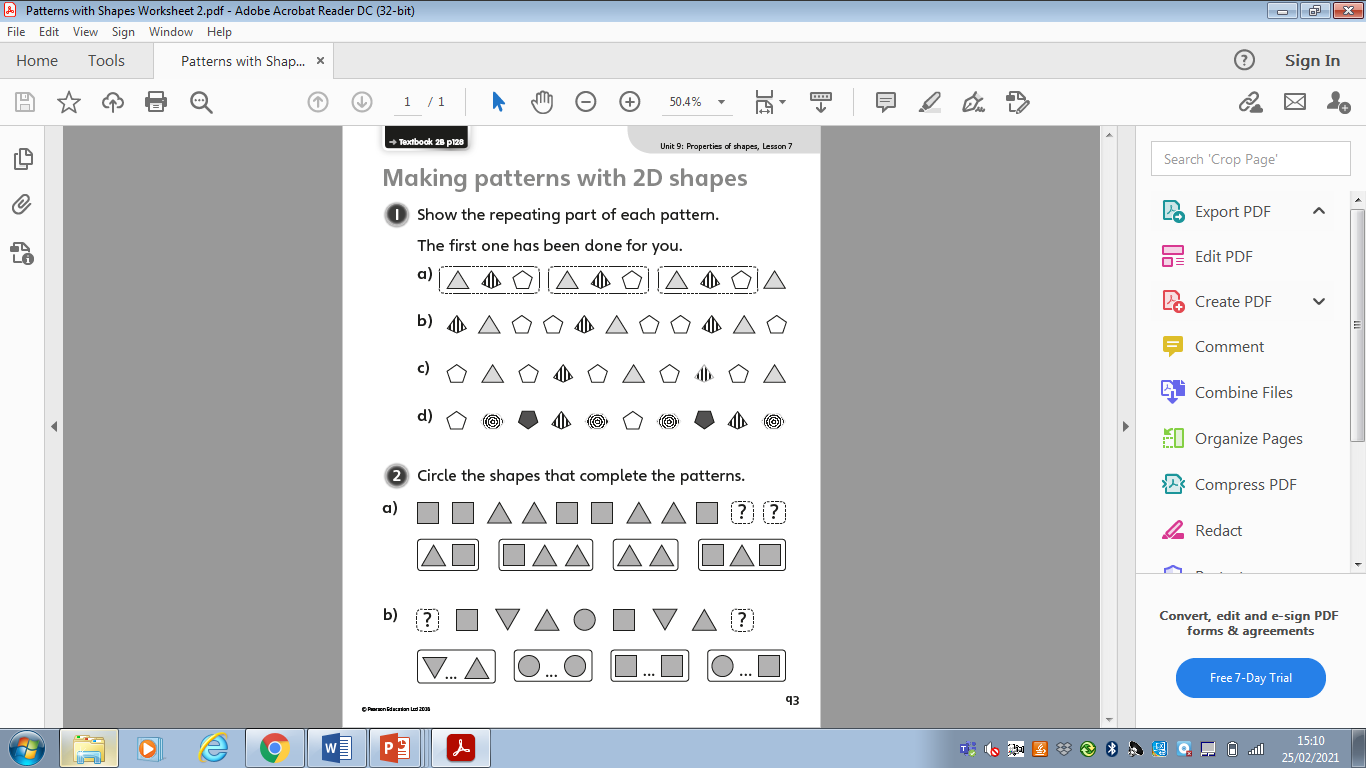 Patterns with Shapes Worksheet 2.pdf - Adobe Acrobat Reader DC (32-bit)
File Edit View Sign Window Help
Home Tools Patterns with Shap... × ? Sign In
1 / 1 50.4%
Search 'Crop Page'
→ Textbook 2B p128
Unit 9: Properties of shapes, Lesson 7
Making patterns with 2D shapes
1 Show the repeating part of each pattern.
The first one has been done for you.
a)
b)
c)
d)
2 Circle the shapes that complete the patterns.
a) ? ?
b) ? ?
... ... ... ...
© Pearson Education Ltd 2016
93
Export PDF
Edit PDF
Create PDF
Comment
Combine Files
Organize Pages
Compress PDF
Redact
Convert, edit and e-sign PDF
forms & agreements
Free 7-Day Trial
15:10
25/02/2021